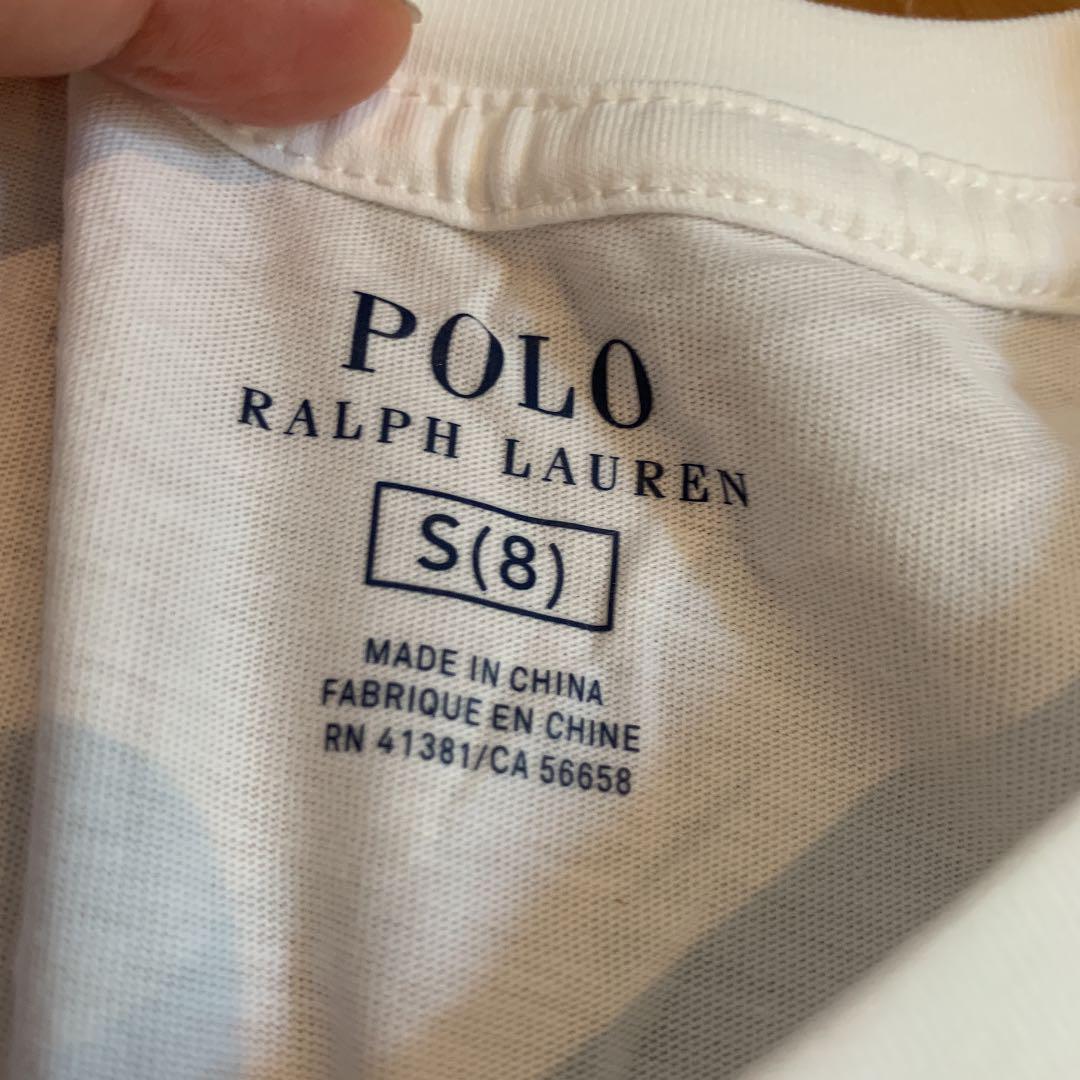 POLO
RALPH LAUREN
S(8)
MADE IN CHINA
FABRIQUE EN CHINE
RN 41381/CA 56658